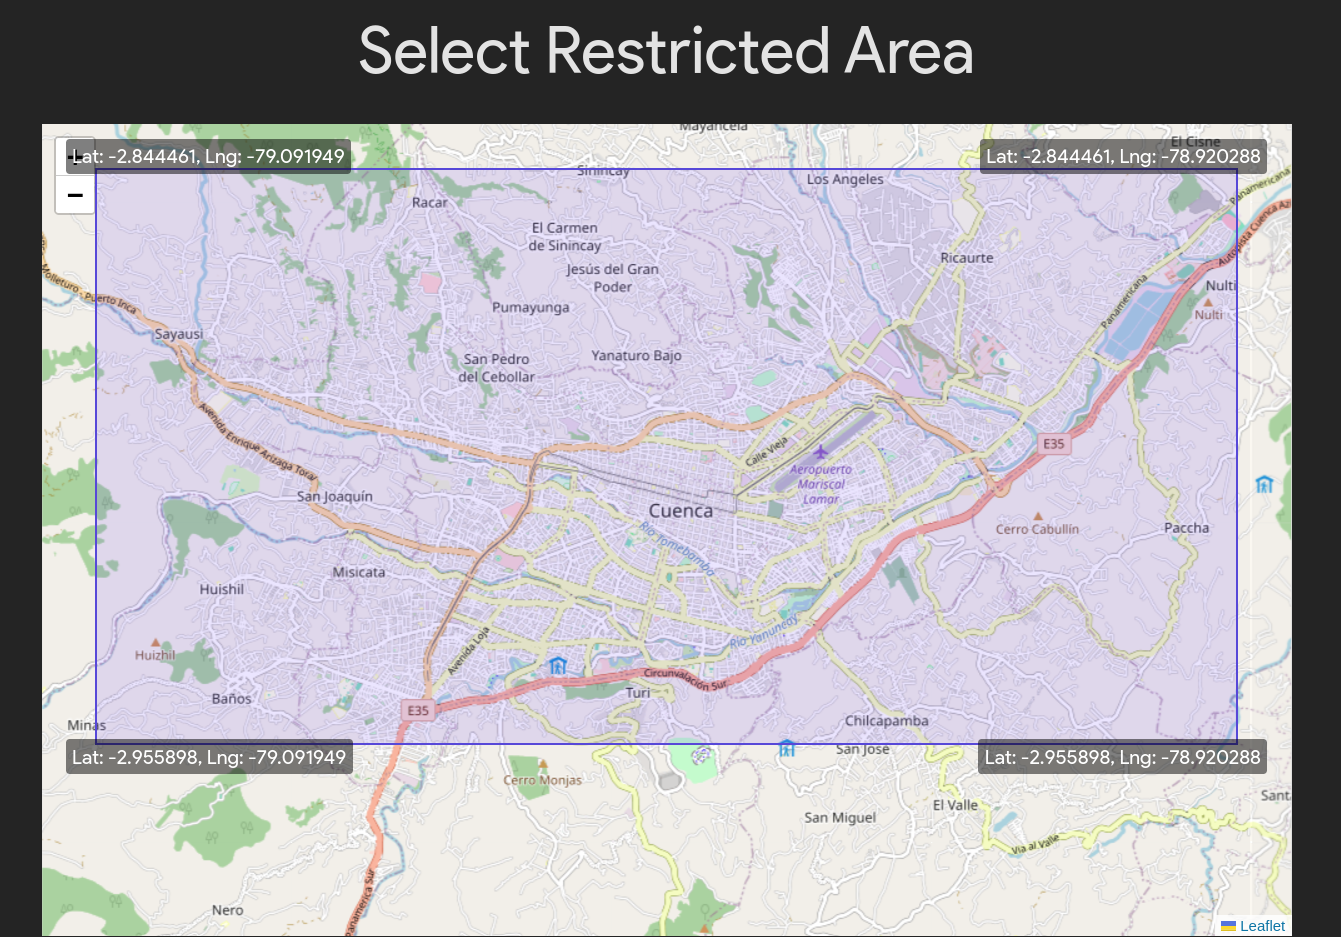 Select Restricted Area
Mayancela
El Cisne
+
Lat: -2.844461, Lng: -79.091949
Lat: -2.844461, Lng: -78.920288
Sinincay
Los Angeles
Panamericana
−
Racar
Autopista Cuenca Az
El Carmen
de Sinincay
Ricaurte
Jesús del Gran
Poder
Molleturo - Puerto Inca
Nulti
Pumayunga
Panamericana
Nulti
Sayausi
San Pedro
del Cebollar
Yanaturo Bajo
Avenida Enrique Arizaga Toral
Calle Vieja
E35
Aeropuerto
Mariscal
Lamar
San Joaquín
Cuenca
Cerro Cabullín
Paccha
Río Tomebamba
Misicata
Huishil
Río Yanuncay
Avenida Loja
Huizhil
Circunvalación Sur
Turi
Baños
E35
Chilcapamba
Minas
San Jose
Lat: -2.955898, Lng: -79.091949
Lat: -2.955898, Lng: -78.920288
Cerro Monjas
Santa
El Valle
San Miguel
Via al Valle
Panamerica Sur
Nero
Leaflet